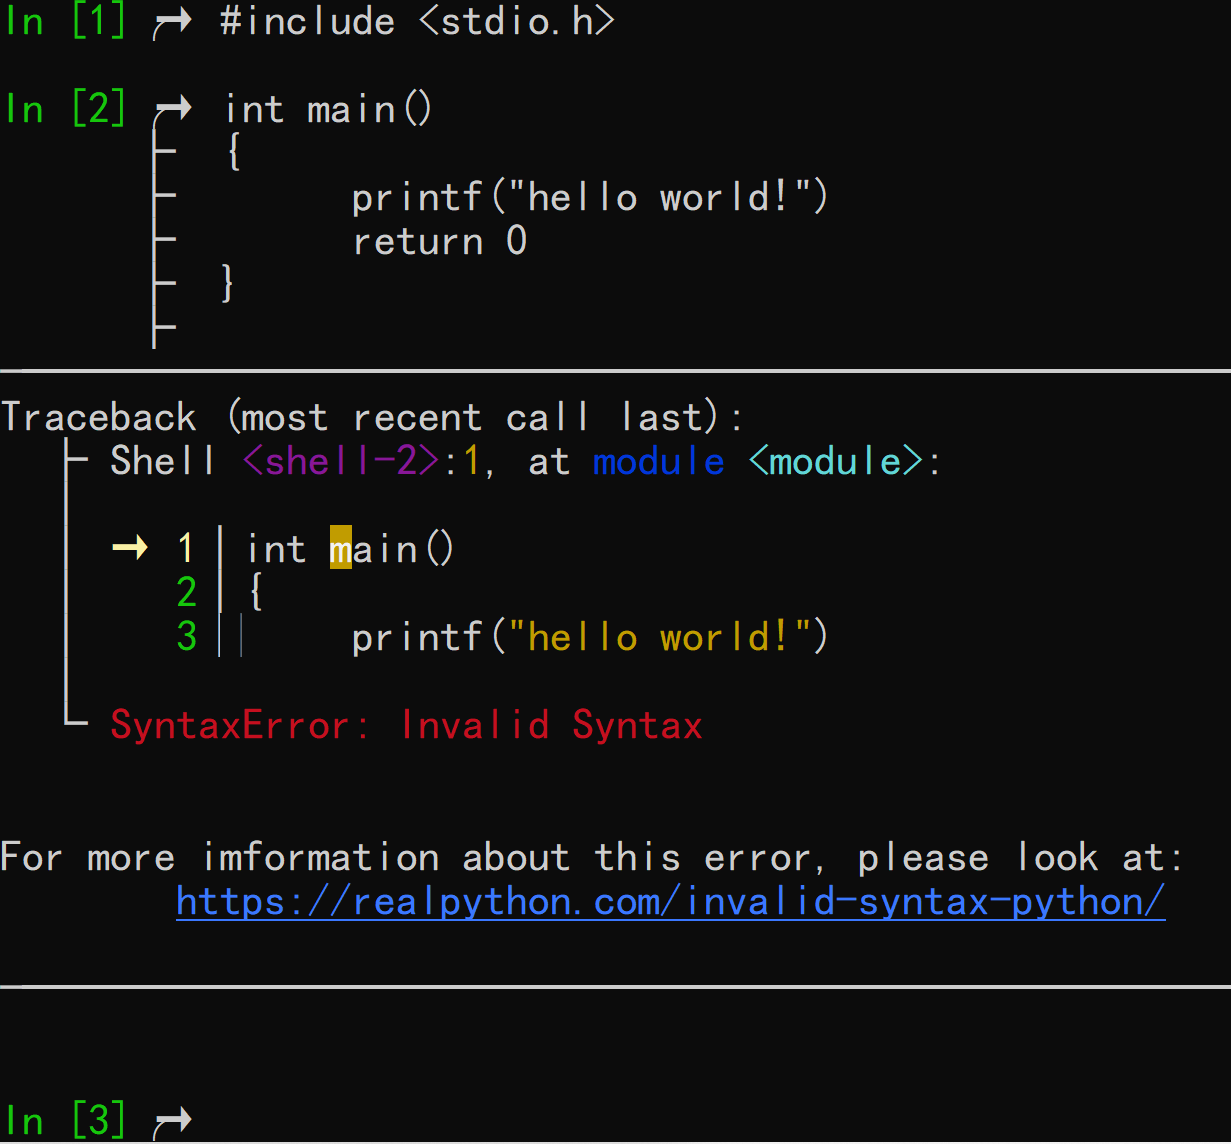 In [1] #include <stdio.h>
In [2] int main()
{
printf("hello world!")
return 0
}
Traceback (most recent call last):
Shell <shell-2>:1, at module <module>:
→ 1 | int main()
2 | {
3 | printf("hello world!")
SyntaxError: Invalid Syntax
For more imformation about this error, please look at:
https://realpython.com/invalid-syntax-python/
In [3]